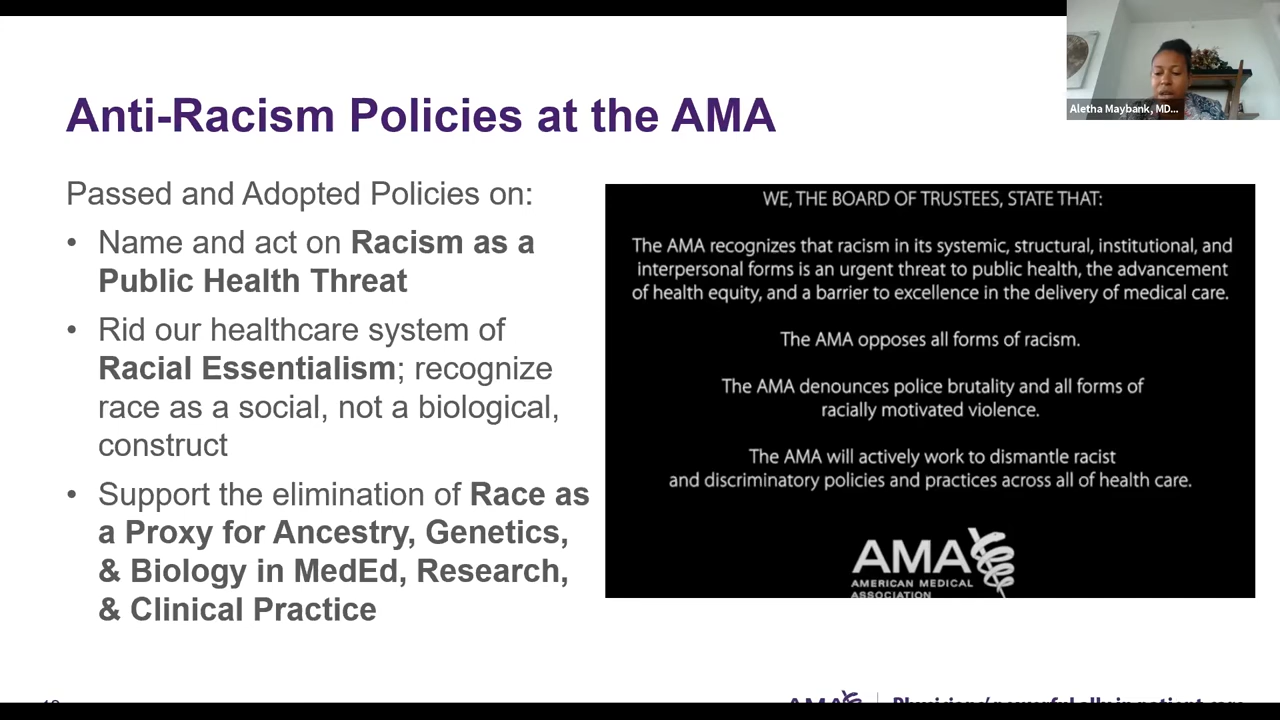 Anti-Racism Policies at the AMA
Aletha Maybank, MD...
Passed and Adopted Policies on:
• Name and act on Racism as a
Public Health Threat
• Rid our healthcare system of
Racial Essentialism; recognize
race as a social, not a biological,
construct
• Support the elimination of Race as
a Proxy for Ancestry, Genetics,
& Biology in MedEd, Research,
& Clinical Practice
WE, THE BOARD OF TRUSTEES, STATE THAT:
The AMA recognizes that racism in its systemic, structural, institutional, and
interpersonal forms is an urgent threat to public health, the advancement
of health equity, and a barrier to excellence in the delivery of medical care.
The AMA opposes all forms of racism.
The AMA denounces police brutality and all forms of
racially motivated violence.
The AMA will actively work to dismantle racist
and discriminatory policies and practices across all of health care.
AMA
AMERICAN MEDICAL
ASSOCIATION
AMA
Physicians' powerful ally in patient care